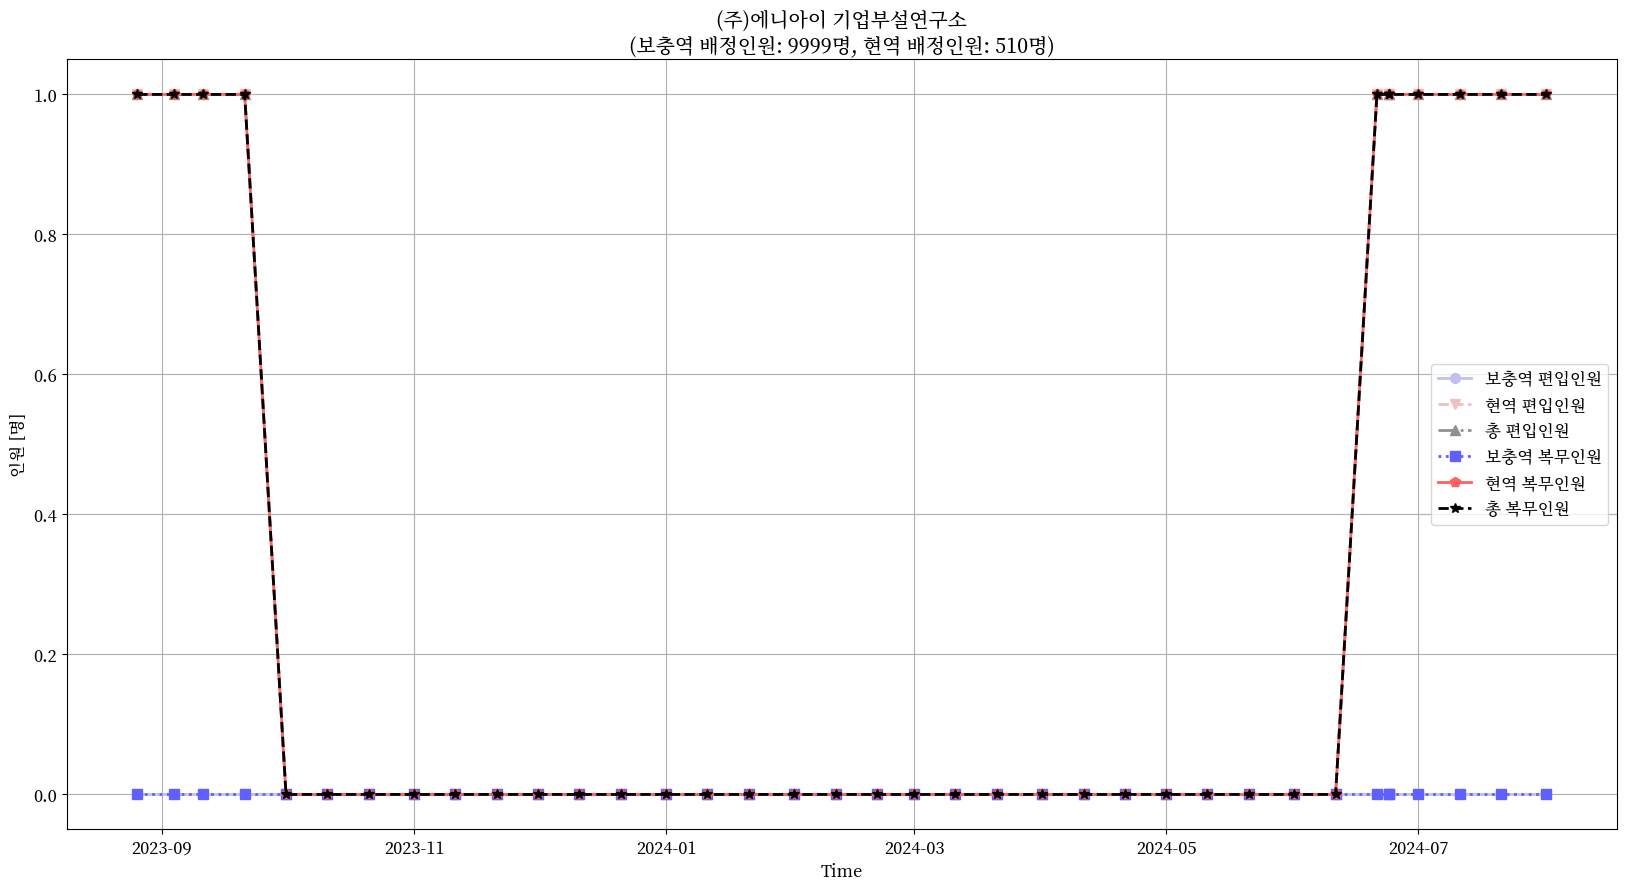 (주)에니아이 기업부설연구소
(보충역 배정인원: 9999명, 현역 배정인원: 510명)
1.0
0.8
0.6
0.4
0.2
0.0
인원 [명]
보충역 편입인원
현역 편입인원
총 편입인원
보충역 복무인원
현역 복무인원
총 복무인원
2023-09
2023-11
2024-01
2024-03
2024-05
2024-07
Time